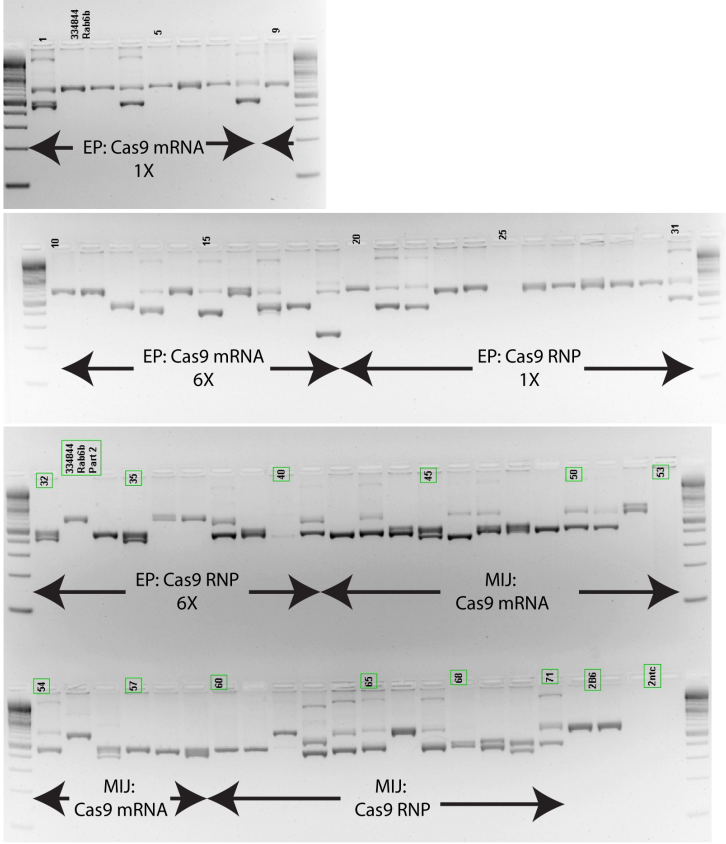 1
334844
Rab6b
5
9
EP: Cas9 mRNA
1X
10
15
20
25
31
EP: Cas9 mRNA
6X
EP: Cas9 RNP
1X
32
334844
Rab6b
Part 2
35
40
45
50
53
EP: Cas9 RNP
6X
MIJ:
Cas9 mRNA
54
57
60
65
68
71
2B6
2ntc
MIJ:
Cas9 mRNA
MIJ:
Cas9 RNP